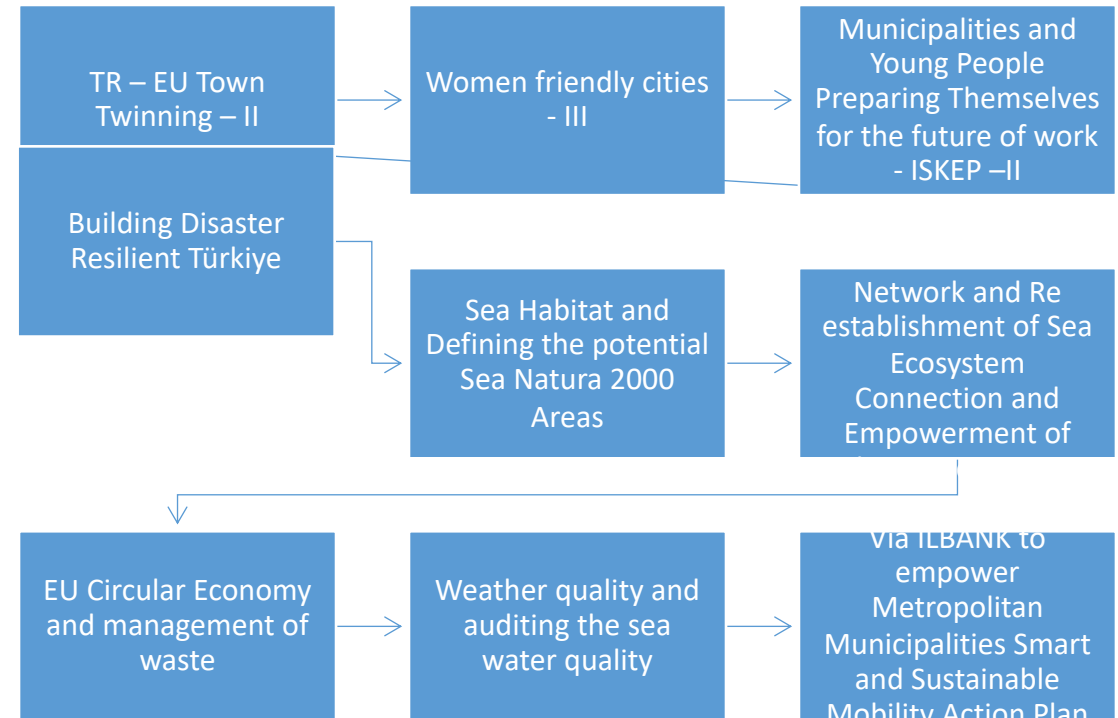 TR – EU Town
Twinning – II
Women friendly cities
- III
Municipalities and
Young People
Preparing Themselves
for the future of work
- ISKEP –II
Building Disaster
Resilient Türkiye
Sea Habitat and
Defining the potential
Sea Natura 2000
Areas
Network and Re
establishment of Sea
Ecosystem
Connection and
Empowerment of
EU Circular Economy
and management of
waste
Weather quality and
auditing the sea
water quality
Via ILBANK to
empower
Metropolitan
Municipalities Smart
and Sustainable
Mobility Action Plan